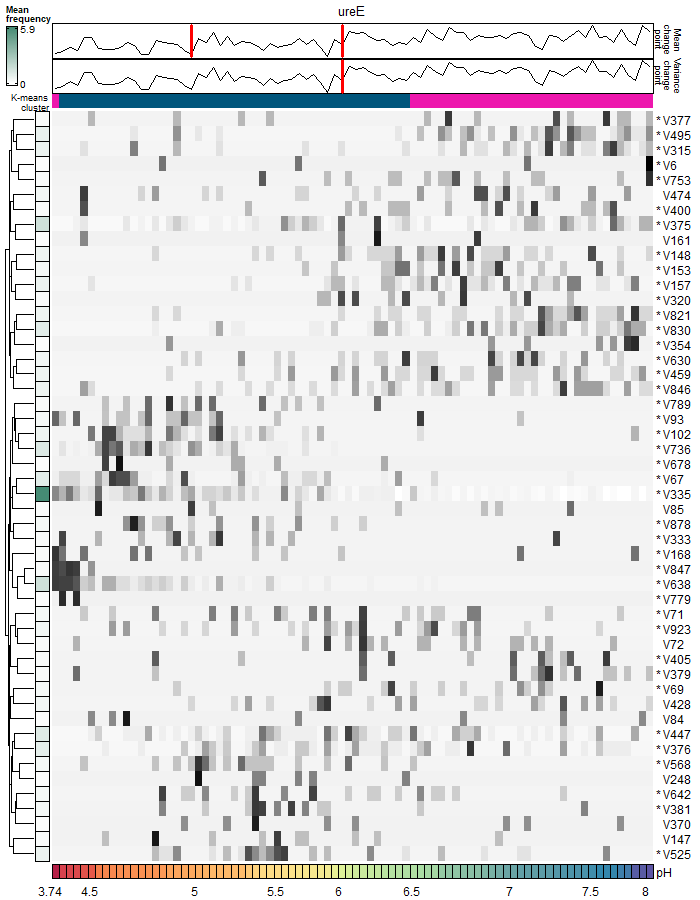 ureE
Mean
frequency
5.9
0
Mean
change
point
Variance
change
point
K-means
cluster
* V377
* V495
* V315
* V6
* V753
V474
* V400
* V375
V161
* V148
* V153
* V157
* V320
* V821
* V830
* V354
* V630
* V459
* V846
* V789
* V93
* V102
* V736
* V678
* V67
* V335
V85
* V878
* V333
* V168
* V847
* V638
* V779
* V71
* V923
V72
* V405
* V379
* V69
V428
V84
* V447
* V376
* V568
V248
* V642
* V381
V370
V147
* V525
pH
3.74 4.5 5 5.5 6 6.5 7 7.5 8